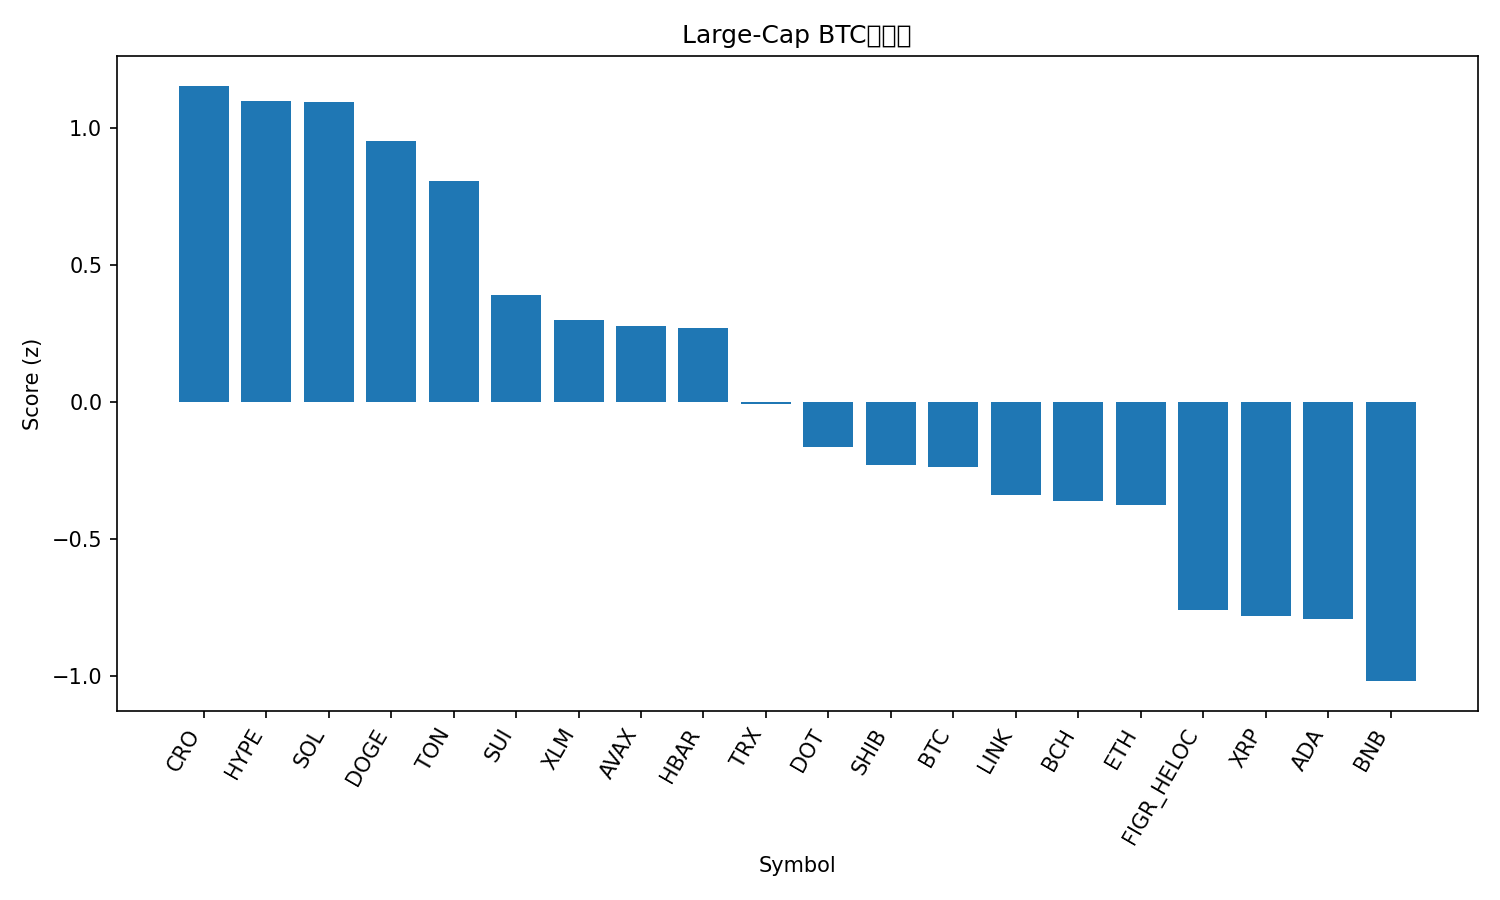 Large-Cap BTC
Score (z)
1.0
0.5
0.0
−0.5
−1.0
CRO
HYPE
SOL
DOGE
TON
SUI
XLM
AVAX
HBAR
TRX
DOT
SHIB
BTC
LINK
BCH
ETH
FIGR_HELOC
XRP
ADA
BNB
Symbol